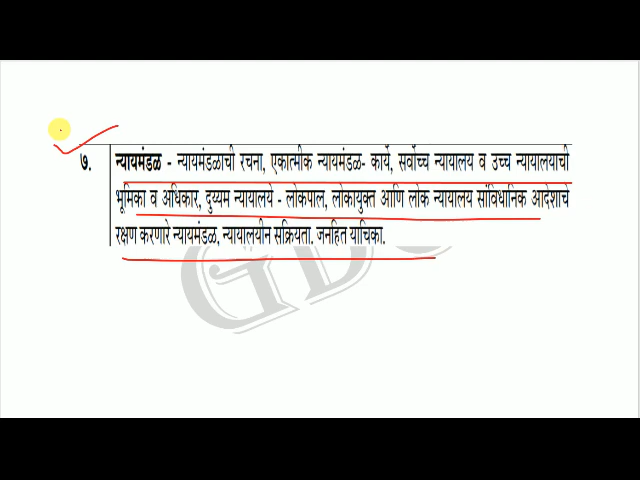 ७. न्यायमंडळ - न्यायमंडळाची रचना, एकात्मीक न्यायमंडळ- कार्ये, सर्वोच्च न्यायालय व उच्च न्यायालयाची
भूमिका व अधिकार, दुय्यम न्यायालये - लोकपाल, लोकायुक्त आणि लोक न्यायालय सांविधानिक आदेशाचे
रक्षण करणारे न्यायमंडळ, न्यायालयीन सक्रियता. जनहित याचिका.